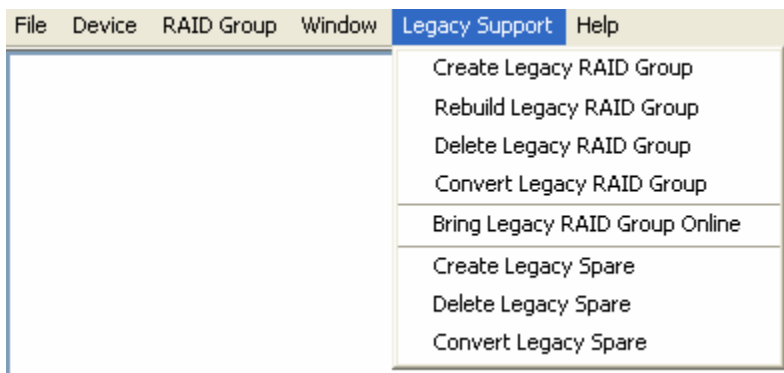 File Device RAID Group Window Legacy Support Help
Create Legacy RAID Group
Rebuild Legacy RAID Group
Delete Legacy RAID Group
Convert Legacy RAID Group
Bring Legacy RAID Group Online
Create Legacy Spare
Delete Legacy Spare
Convert Legacy Spare